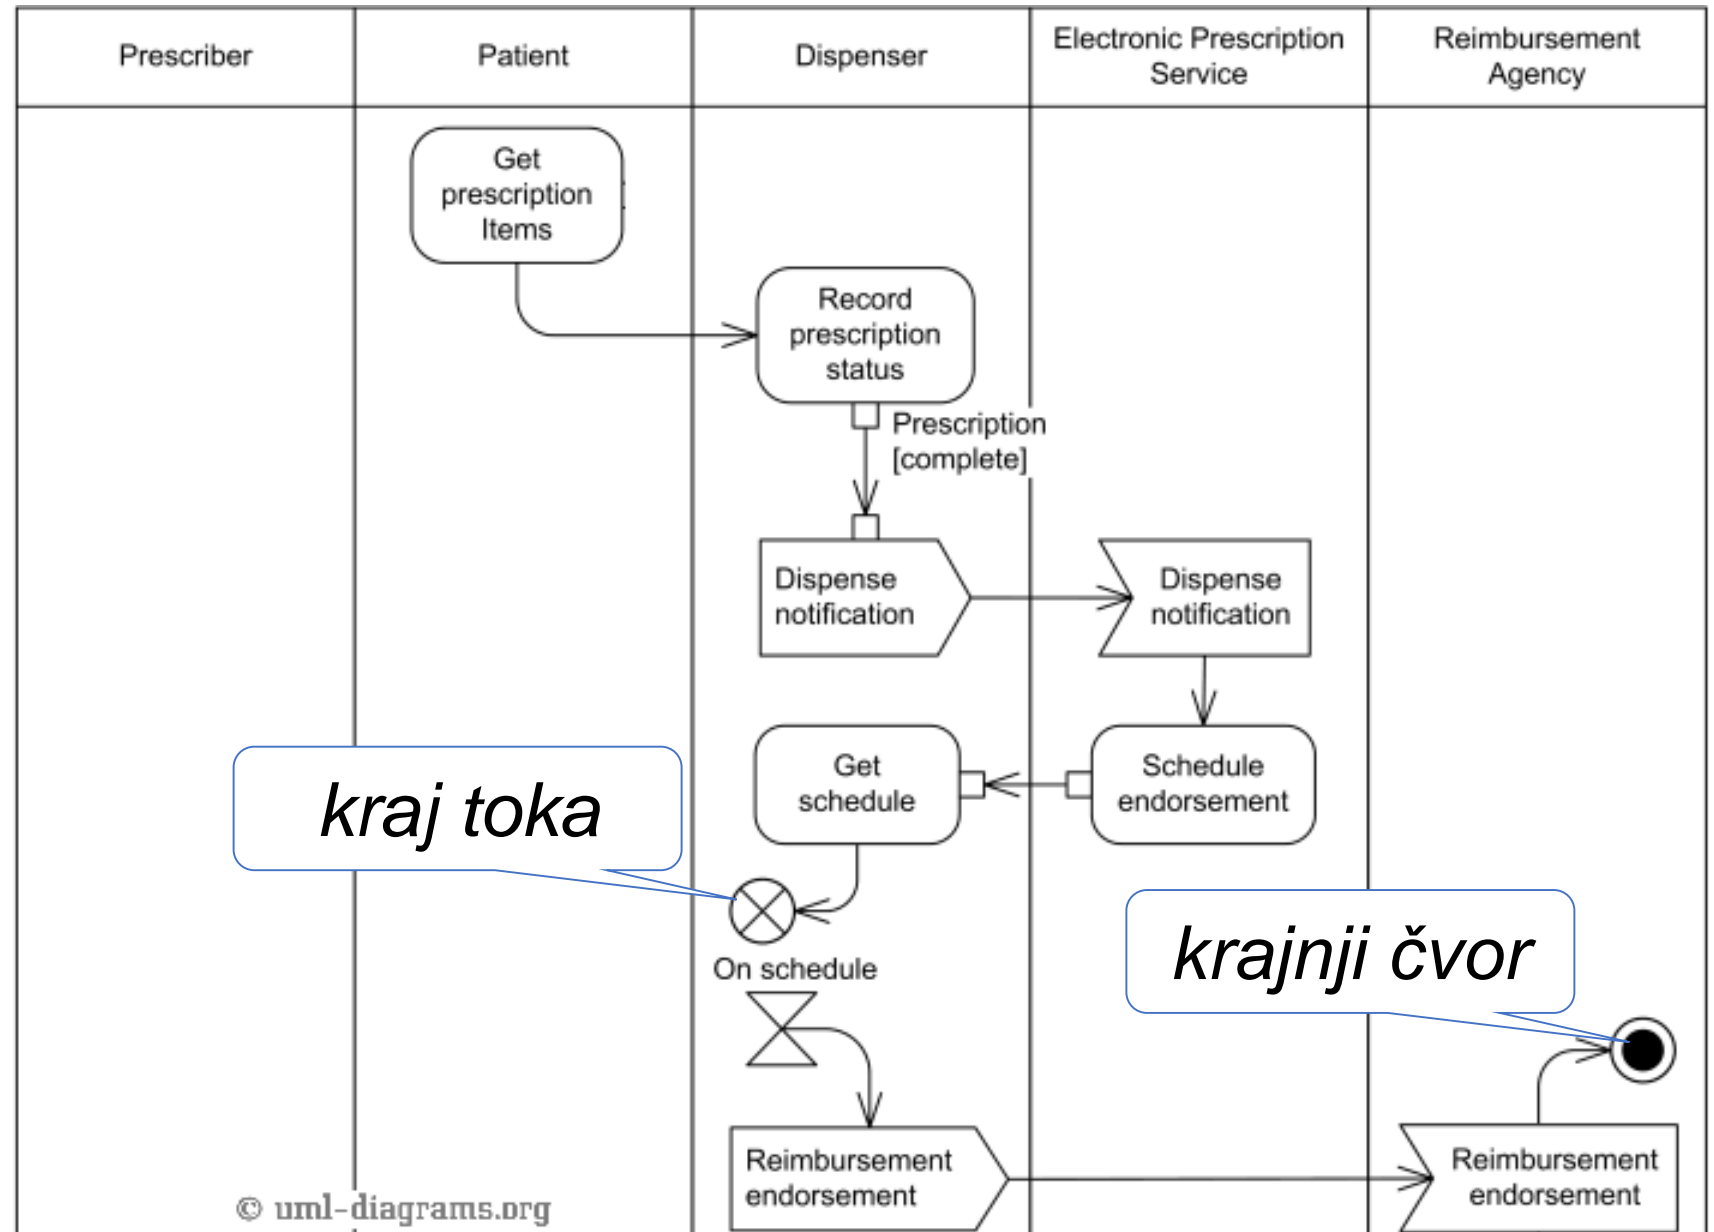 Prescriber
Patient
Dispenser
Electronic Prescription
Service
Reimbursement
Agency
Get
prescription
Items
Record
prescription
status
Prescription
[complete]
Dispense
notification
Dispense
notification
Get
schedule
Schedule
endorsement
kraj toka
krajnji čvor
On schedule
Reimbursement
endorsement
Reimbursement
endorsement
© uml-diagrams.org